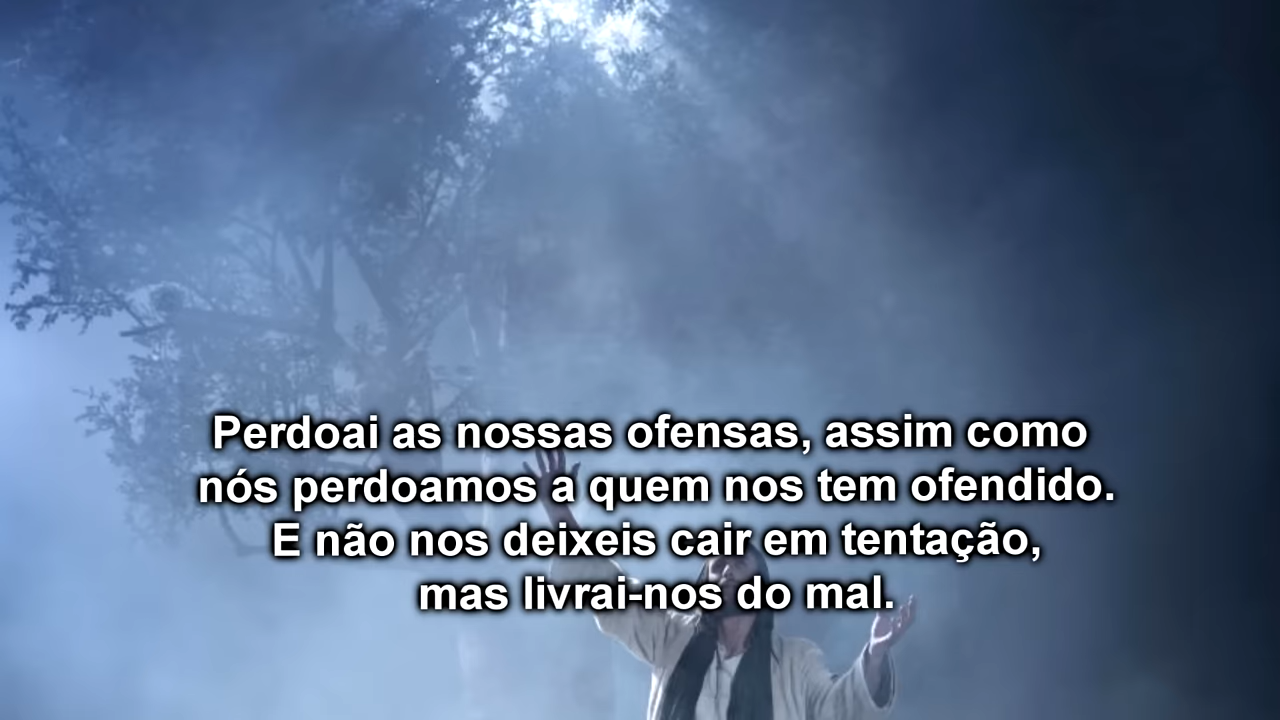 Perdoai as nossas ofensas, assim como
nós perdoamos a quem nos tem ofendido.
E não nos deixeis cair em tentação,
mas livrai-nos do mal.